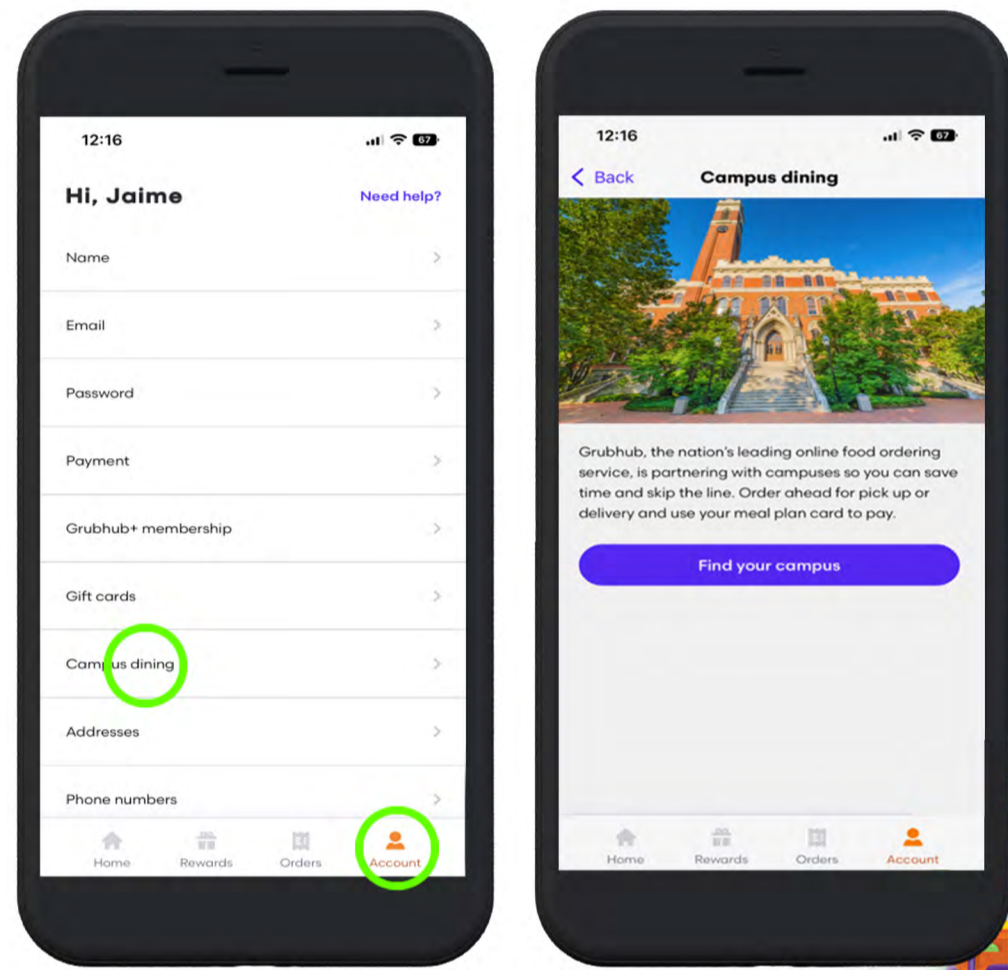 12:16
67
Hi, Jaime
Need help?
Name
Email
Password
Payment
Grubhub+ membership
Gift cards
Campus dining
Addresses
Phone numbers
Home
Rewards
Orders
Account
12:16
67
Back
Campus dining
Grubhub, the nation's leading online food ordering
service, is partnering with campuses so you can save
time and skip the line. Order ahead for pick up or
delivery and use your meal plan card to pay.
Find your campus
Home
Rewards
Orders
Account